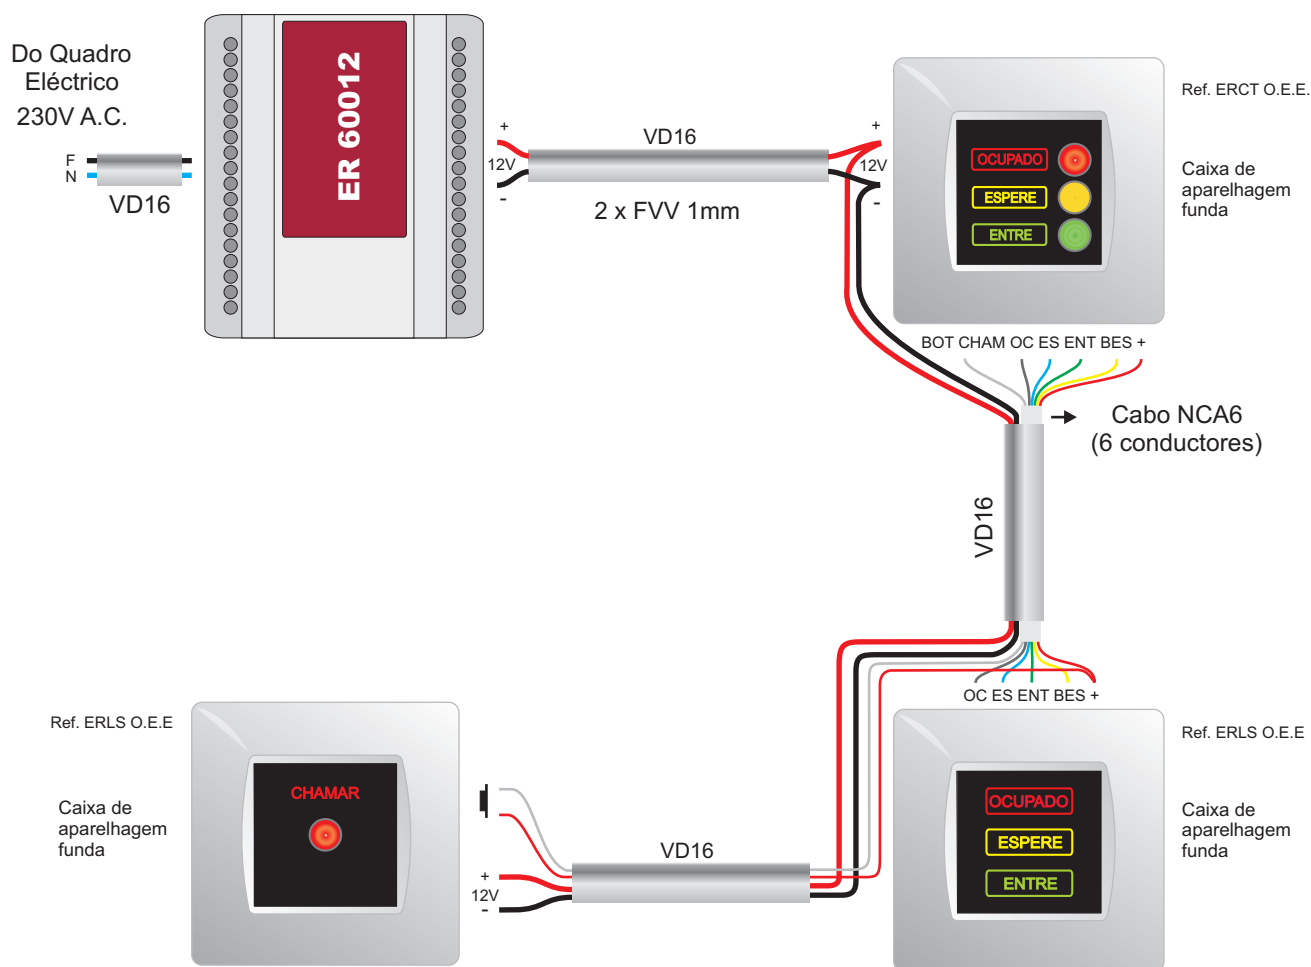 Do Quadro
Eléctrico
230V A.C.
F
N
VD16
ER 60012
+
12V
-
VD16
2 x FVV 1mm
+
12V
-
OCUPADO
ESPERE
ENTRE
Ref. ERCT O.E.E.
Caixa de
aparelhagem
funda
BOT CHAM OC ES ENT BES +
Cabo NCA6
(6 conductores)
VD16
OC ES ENT BES +
Ref. ERLS O.E.E
Caixa de
aparelhagem
funda
CHAMAR
+
12V
-
VD16
OCUPADO
ESPERE
ENTRE
Ref. ERLS O.E.E
Caixa de
aparelhagem
funda